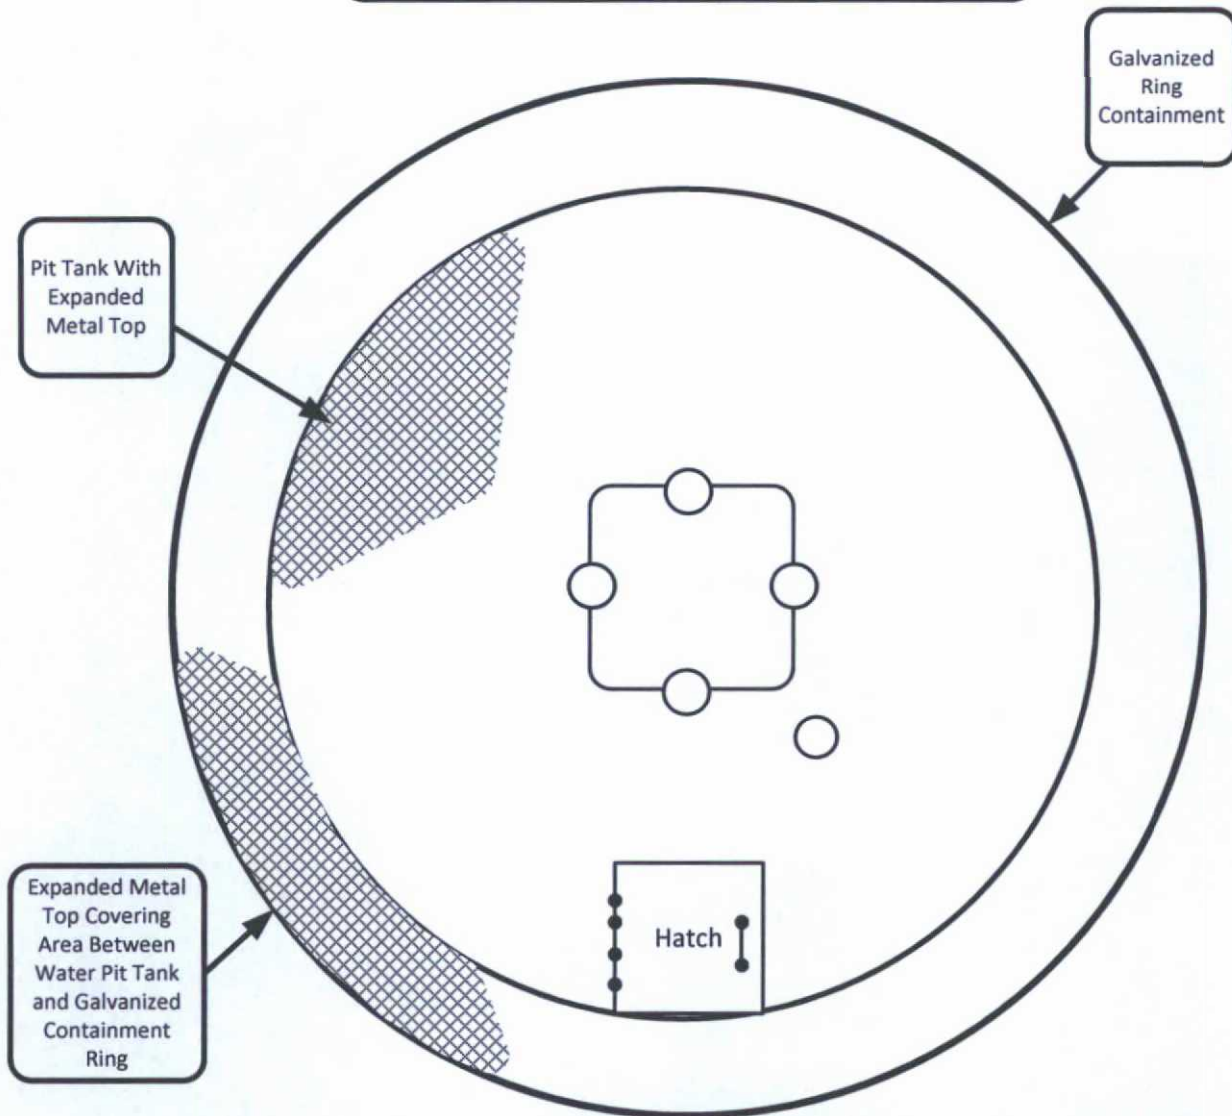 Galvanized
Ring
Containment
Pit Tank With
Expanded
Metal Top
Expanded Metal
Top Covering
Area Between
Water Pit Tank
and Galvanized
Containment
Ring
Hatch